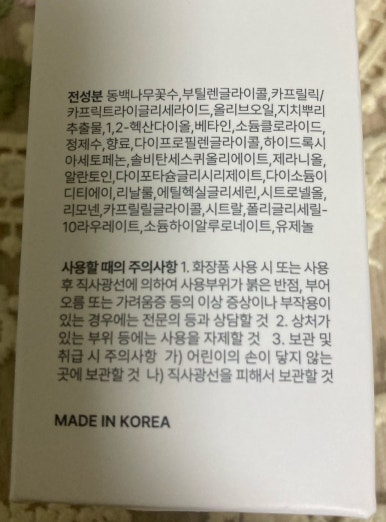 전성분 동백나무꽃수,부틸렌글라이콜,카프릴릭/
카프릭트라이글리세라이드,올리브오일,지치뿌리
추출물,1,2-헥산다이올,베타인,소듐클로라이드,
정제수,향료,다이프로필렌글라이콜,하이드록시
아세토페논,솔비탄세스퀴올리에이트,제라니올,
알란토인,다이포타슘글리시리제이트,다이소듐이
디티에이,리날룰,에틸헥실글리세린,시트로넬올,
리모넨,카프릴릴글라이콜,시트랄,폴리글리세릴-
10라우레이트,소듐하이알루로네이트,유제놀
사용할 때의 주의사항 1. 화장품 사용 시 또는 사용
후 직사광선에 의하여 사용부위가 붉은 반점, 부어
오름 또는 가려움증 등의 이상 증상이나 부작용이
있는 경우에는 전문의 등과 상담할 것 2. 상처가
있는 부위 등에는 사용을 자제할 것 3. 보관 및
취급 시 주의사항 가) 어린이의 손이 닿지 않는
곳에 보관할 것 나) 직사광선을 피해서 보관할 것
MADE IN KOREA